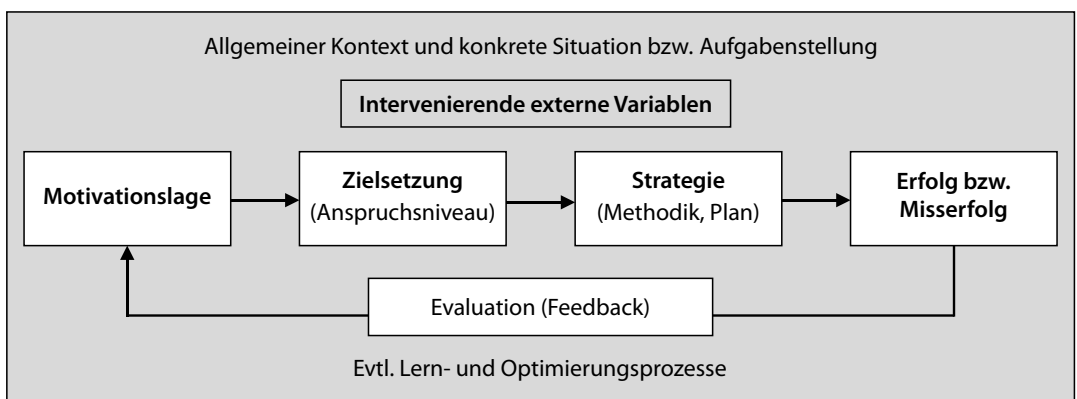 Allgemeiner Kontext und konkrete Situation bzw. Aufgabenstellung
Intervenierende externe Variablen
Motivationslage
Zielsetzung
(Anspruchsniveau)
Strategie
(Methodik, Plan)
Erfolg bzw.
Misserfolg
Evaluation (Feedback)
Evtl. Lern- und Optimierungsprozesse